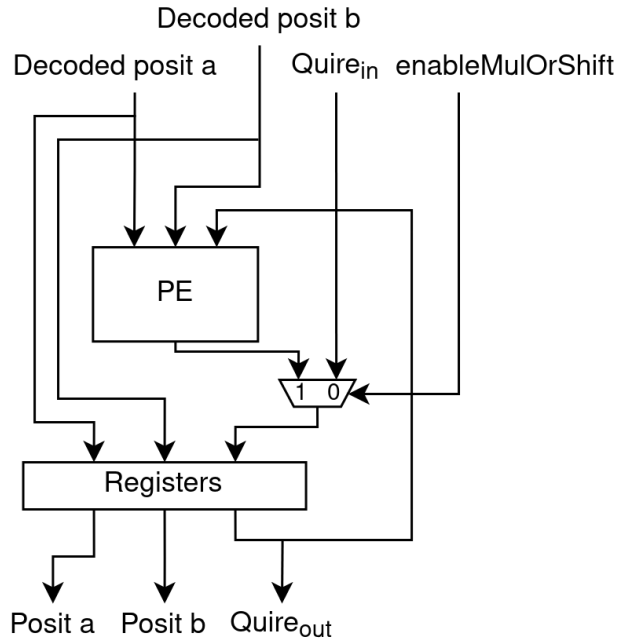 Decoded posit b
Decoded posit a
Quire_in
enableMulOrShift
PE
1
0
Registers
Posit a
Posit b
Quire_out